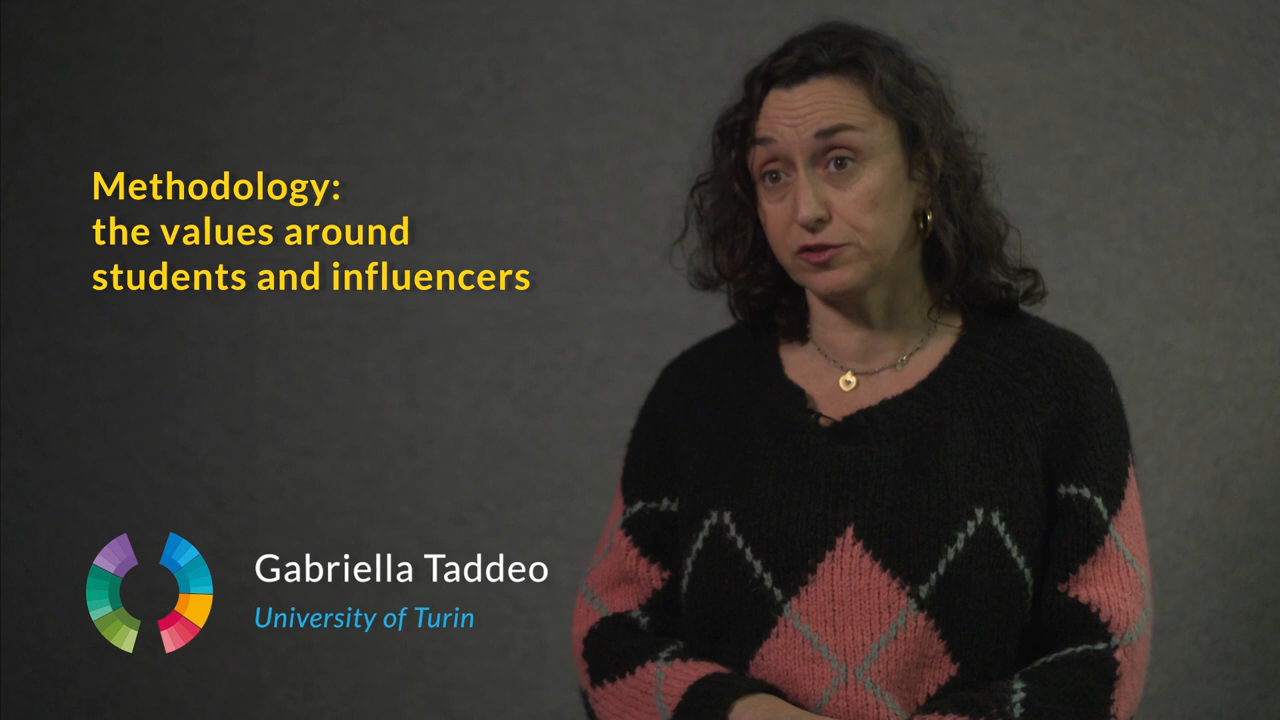 Methodology:
the values around
students and influencers
Gabriella Taddeo
University of Turin